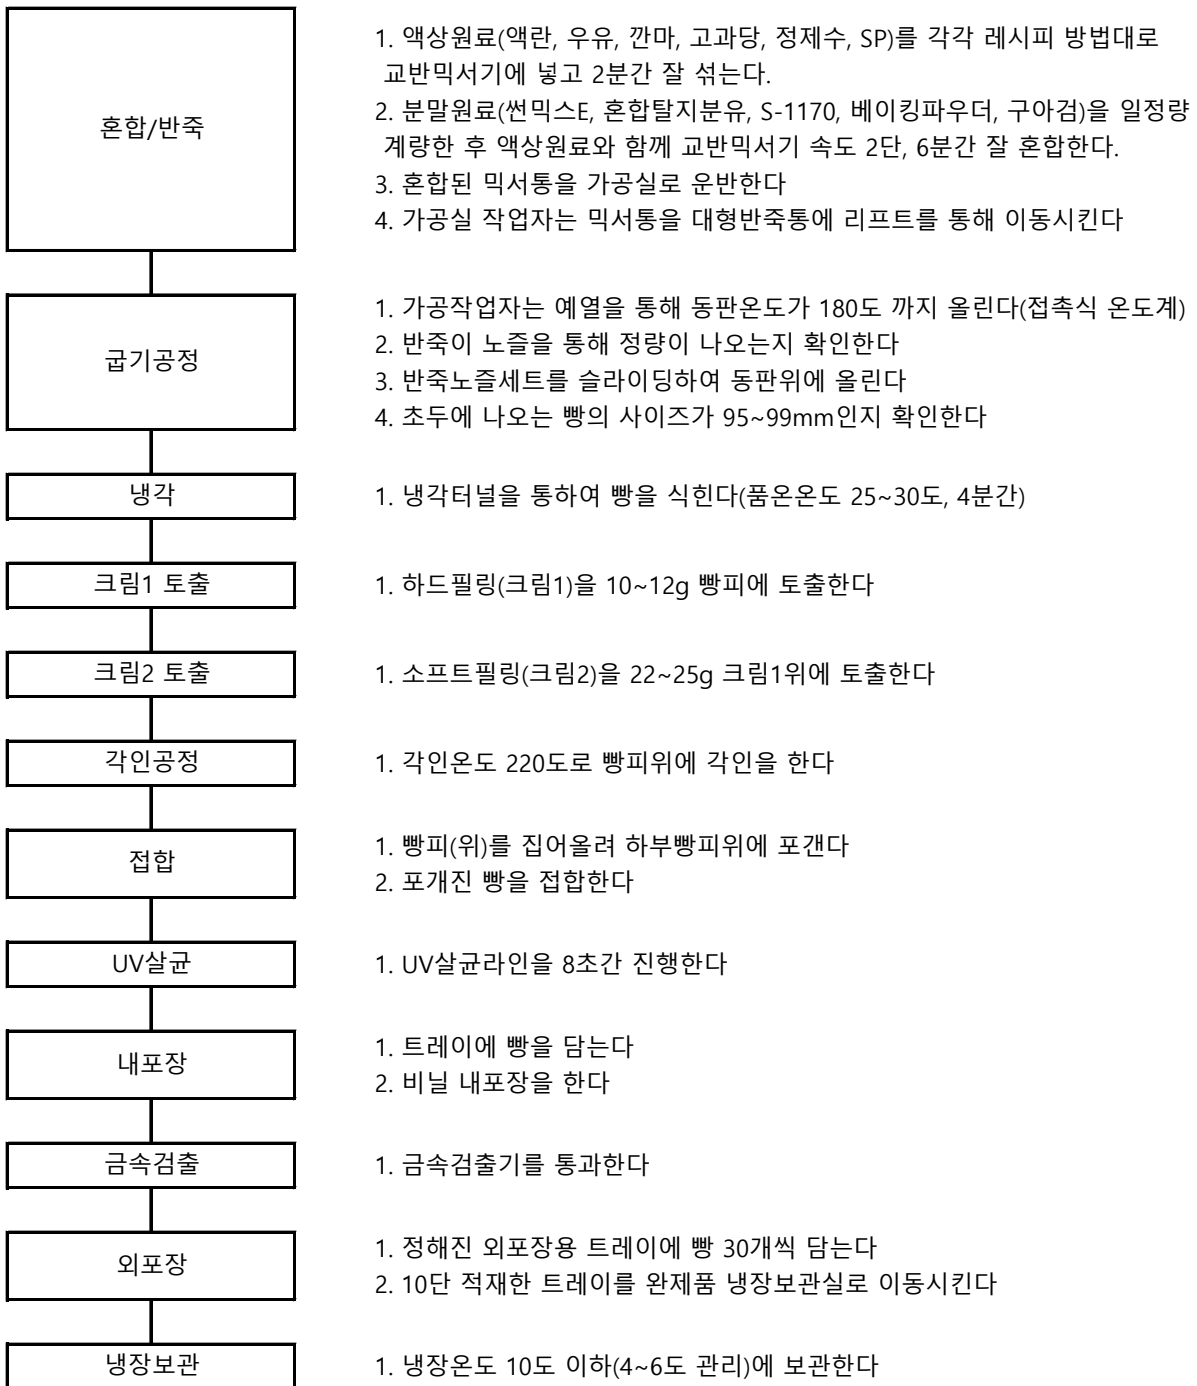 혼합/반죽
1. 액상원료(액란, 우유, 깐마, 고과당, 정제수, SP)를 각각 레시피 방법대로
교반믹서기에 넣고 2분간 잘 섞는다.
2. 분말원료(썬믹스E, 혼합탈지분유, S-1170, 베이킹파우더, 구아검)을 일정량
계량한 후 액상원료와 함께 교반믹서기 속도 2단, 6분간 잘 혼합한다.
3. 혼합된 믹서통을 가공실로 운반한다
4. 가공실 작업자는 믹서통을 대형반죽통에 리프트를 통해 이동시킨다
굽기공정
1. 가공작업자는 예열을 통해 동판온도가 180도 까지 올린다(접촉식 온도계)
2. 반죽이 노즐을 통해 정량이 나오는지 확인한다
3. 반죽노즐세트를 슬라이딩하여 동판위에 올린다
4. 초두에 나오는 빵의 사이즈가 95~99mm인지 확인한다
냉각
1. 냉각터널을 통하여 빵을 식힌다(품온온도 25~30도, 4분간)
크림1 토출
1. 하드필링(크림1)을 10~12g 빵피에 토출한다
크림2 토출
1. 소프트필링(크림2)을 22~25g 크림1위에 토출한다
각인공정
1. 각인온도 220도로 빵피위에 각인을 한다
접합
1. 빵피(위)를 집어올려 하부빵피위에 포갠다
2. 포개진 빵을 접합한다
UV살균
1. UV살균라인을 8초간 진행한다
내포장
1. 트레이에 빵을 담는다
2. 비닐 내포장을 한다
금속검출
1. 금속검출기를 통과한다
외포장
1. 정해진 외포장용 트레이에 빵 30개씩 담는다
2. 10단 적재한 트레이를 완제품 냉장보관실로 이동시킨다
냉장보관
1. 냉장온도 10도 이하(4~6도 관리)에 보관한다